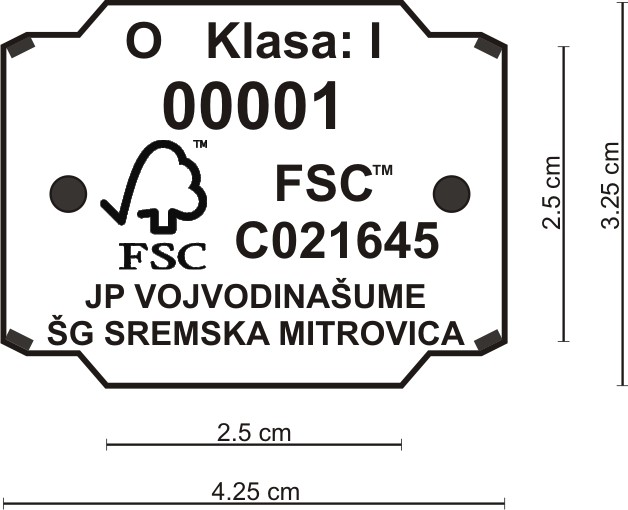 O Klasa: I
00001
TM
FSC™
FSC
C021645
JP VOJVODINAŠUME
ŠG SREMSKA MITROVICA
2.5 cm
3.25 cm
2.5 cm
4.25 cm